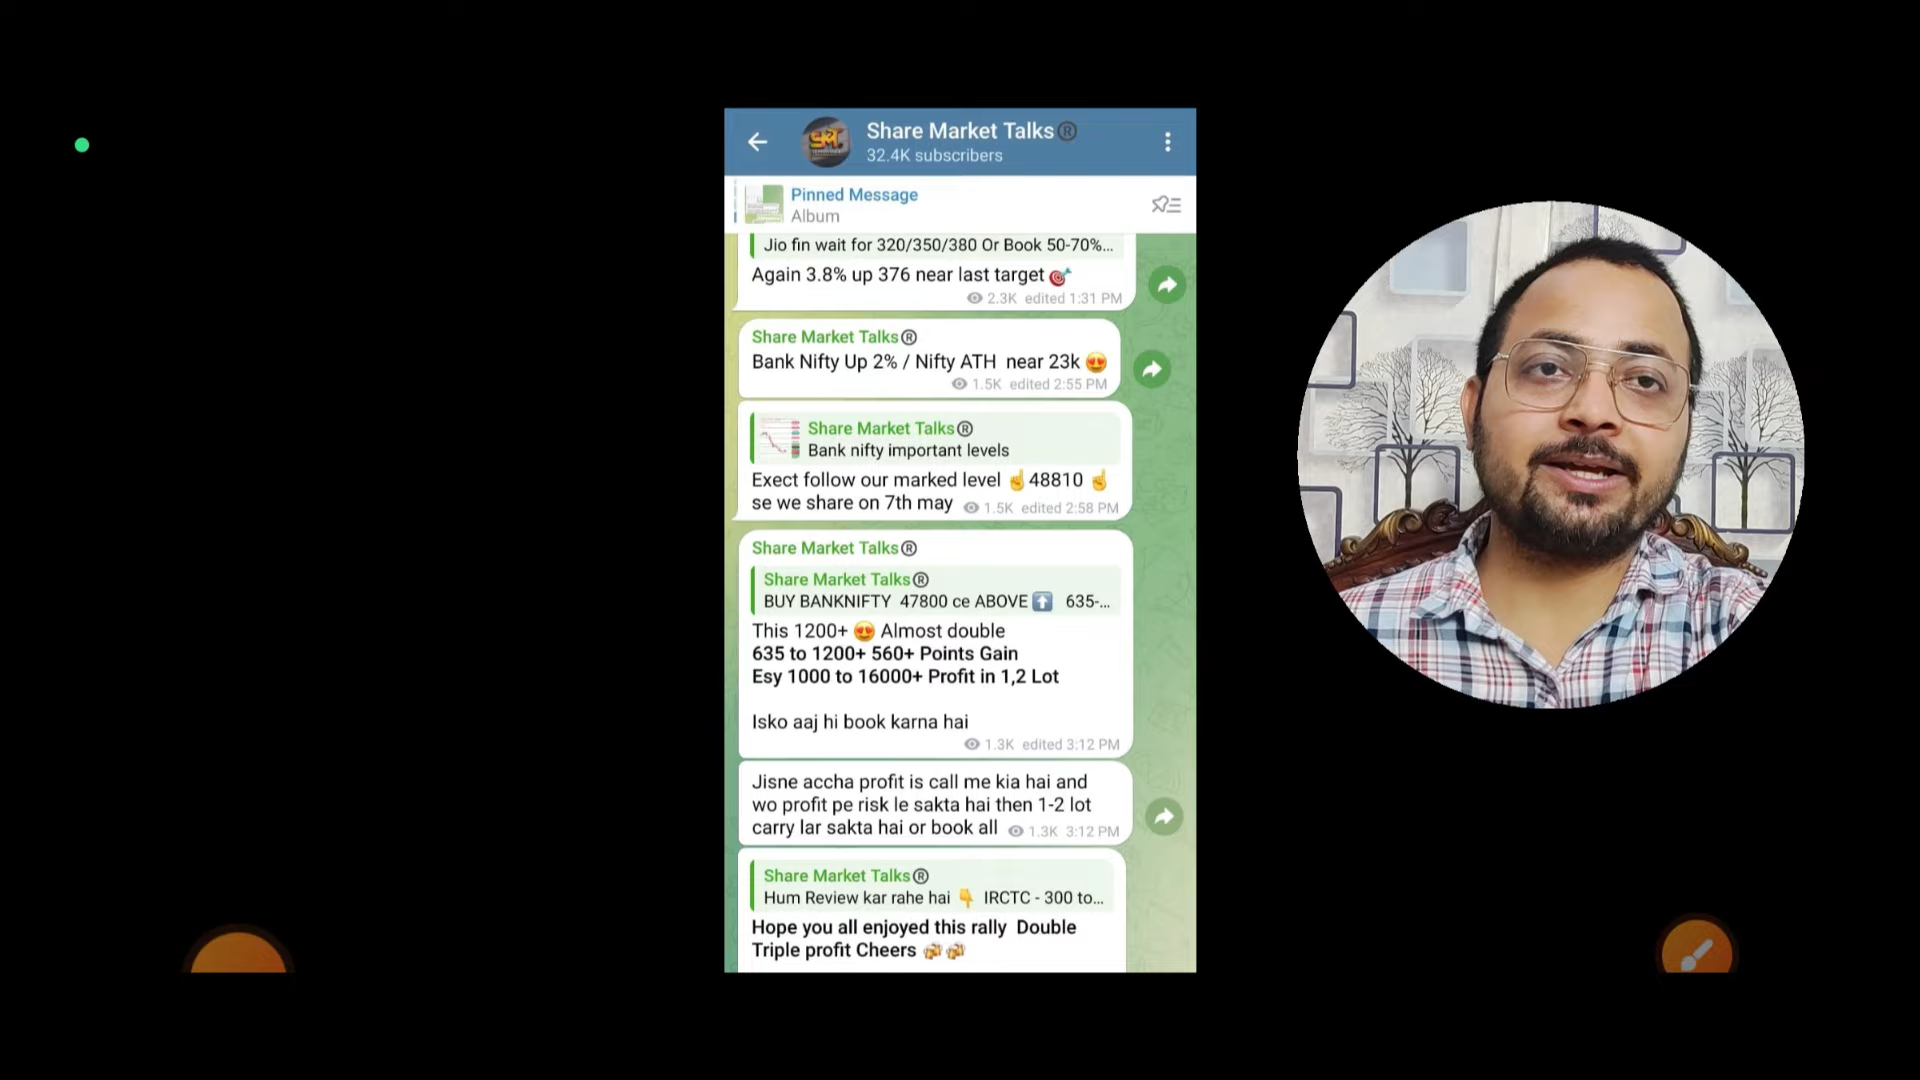 Share Market Talks®
32.4K subscribers
Pinned Message
Album
Jio fin wait for 320/350/380 Or Book 50-70%...
Again 3.8% up 376 near last target 🎯
2.3K edited 1:31 PM
Share Market Talks®
Bank Nifty Up 2% / Nifty ATH near 23k 😍
1.5K edited 2:55 PM
Share Market Talks®
Bank nifty important levels
Exect follow our marked level ☝️48810 ☝️
se we share on 7th may
1.5K edited 2:58 PM
Share Market Talks®
Share Market Talks®
BUY BANKNIFTY 47800 ce ABOVE⬆️ 635-...
This 1200+ 😍 Almost double
635 to 1200+ 560+ Points Gain
Esy 1000 to 16000+ Profit in 1,2 Lot
Isko aaj hi book karna hai
1.3K edited 3:12 PM
Jisne accha profit is call me kia hai and
wo profit pe risk le sakta hai then 1-2 lot
carry lar sakta hai or book all
1.3K 3:12 PM
Share Market Talks®
Hum Review kar rahe hai 👇 IRCTC - 300 to...
Hope you all enjoyed this rally Double
Triple profit Cheers 🍻🍻